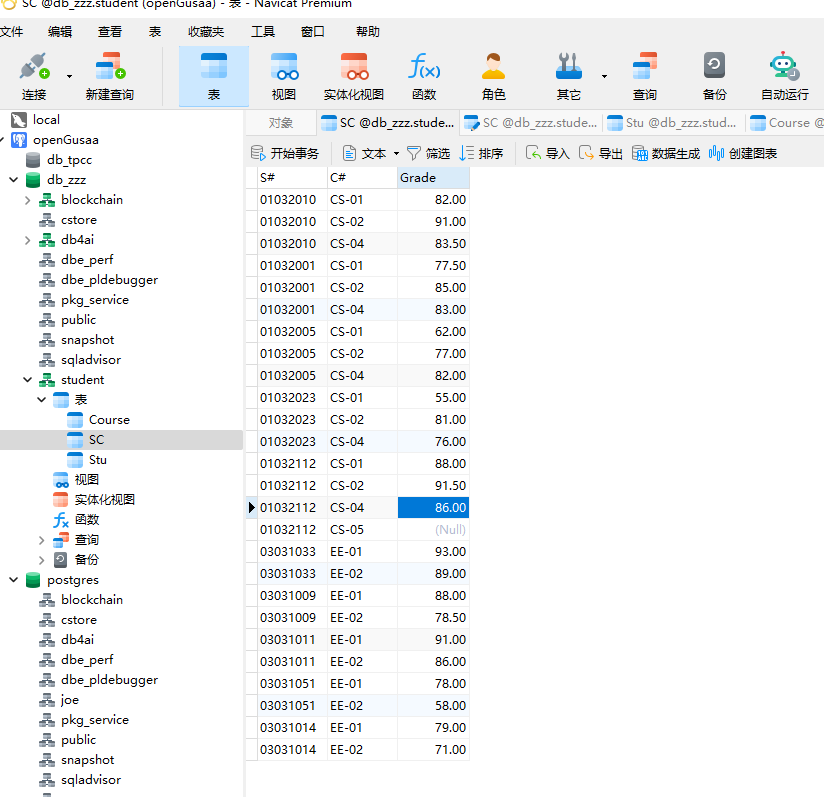 SC @db_zzz.student (openGusaa) - 表 - Navicat Premium
文件 编辑 查看 表 收藏夹 工具 窗口 帮助
连接 新建查询 表 视图 实体化视图 函数 角色 其它 查询 备份 自动运行
f(x)
local
openGusaa
db_tpcc
db_zzz
blockchain
cstore
db4ai
dbe_perf
dbe_pldebugger
pkg_service
public
snapshot
sqladvisor
student
表
Course
SC
Stu
视图
实体化视图
函数
查询
备份
postgres
blockchain
cstore
db4ai
dbe_perf
dbe_pldebugger
joe
pkg_service
public
snapshot
sqladvisor
对象 SC @db_zzz.stude... SC @db_zzz.stude... Stu @db_zzz.stud... Course @
开始事务 文本 筛选 排序 导入 导出 数据生成 创建图表
S# C# Grade
01032010 CS-01 82.00
01032010 CS-02 91.00
01032010 CS-04 83.50
01032001 CS-01 77.50
01032001 CS-02 85.00
01032001 CS-04 83.00
01032005 CS-01 62.00
01032005 CS-02 77.00
01032005 CS-04 82.00
01032023 CS-01 55.00
01032023 CS-02 81.00
01032023 CS-04 76.00
01032112 CS-01 88.00
01032112 CS-02 91.50
01032112 CS-04 86.00
01032112 CS-05 (Null)
03031033 EE-01 93.00
03031033 EE-02 89.00
03031009 EE-01 88.00
03031009 EE-02 78.50
03031011 EE-01 91.00
03031011 EE-02 86.00
03031051 EE-01 78.00
03031051 EE-02 58.00
03031014 EE-01 79.00
03031014 EE-02 71.00